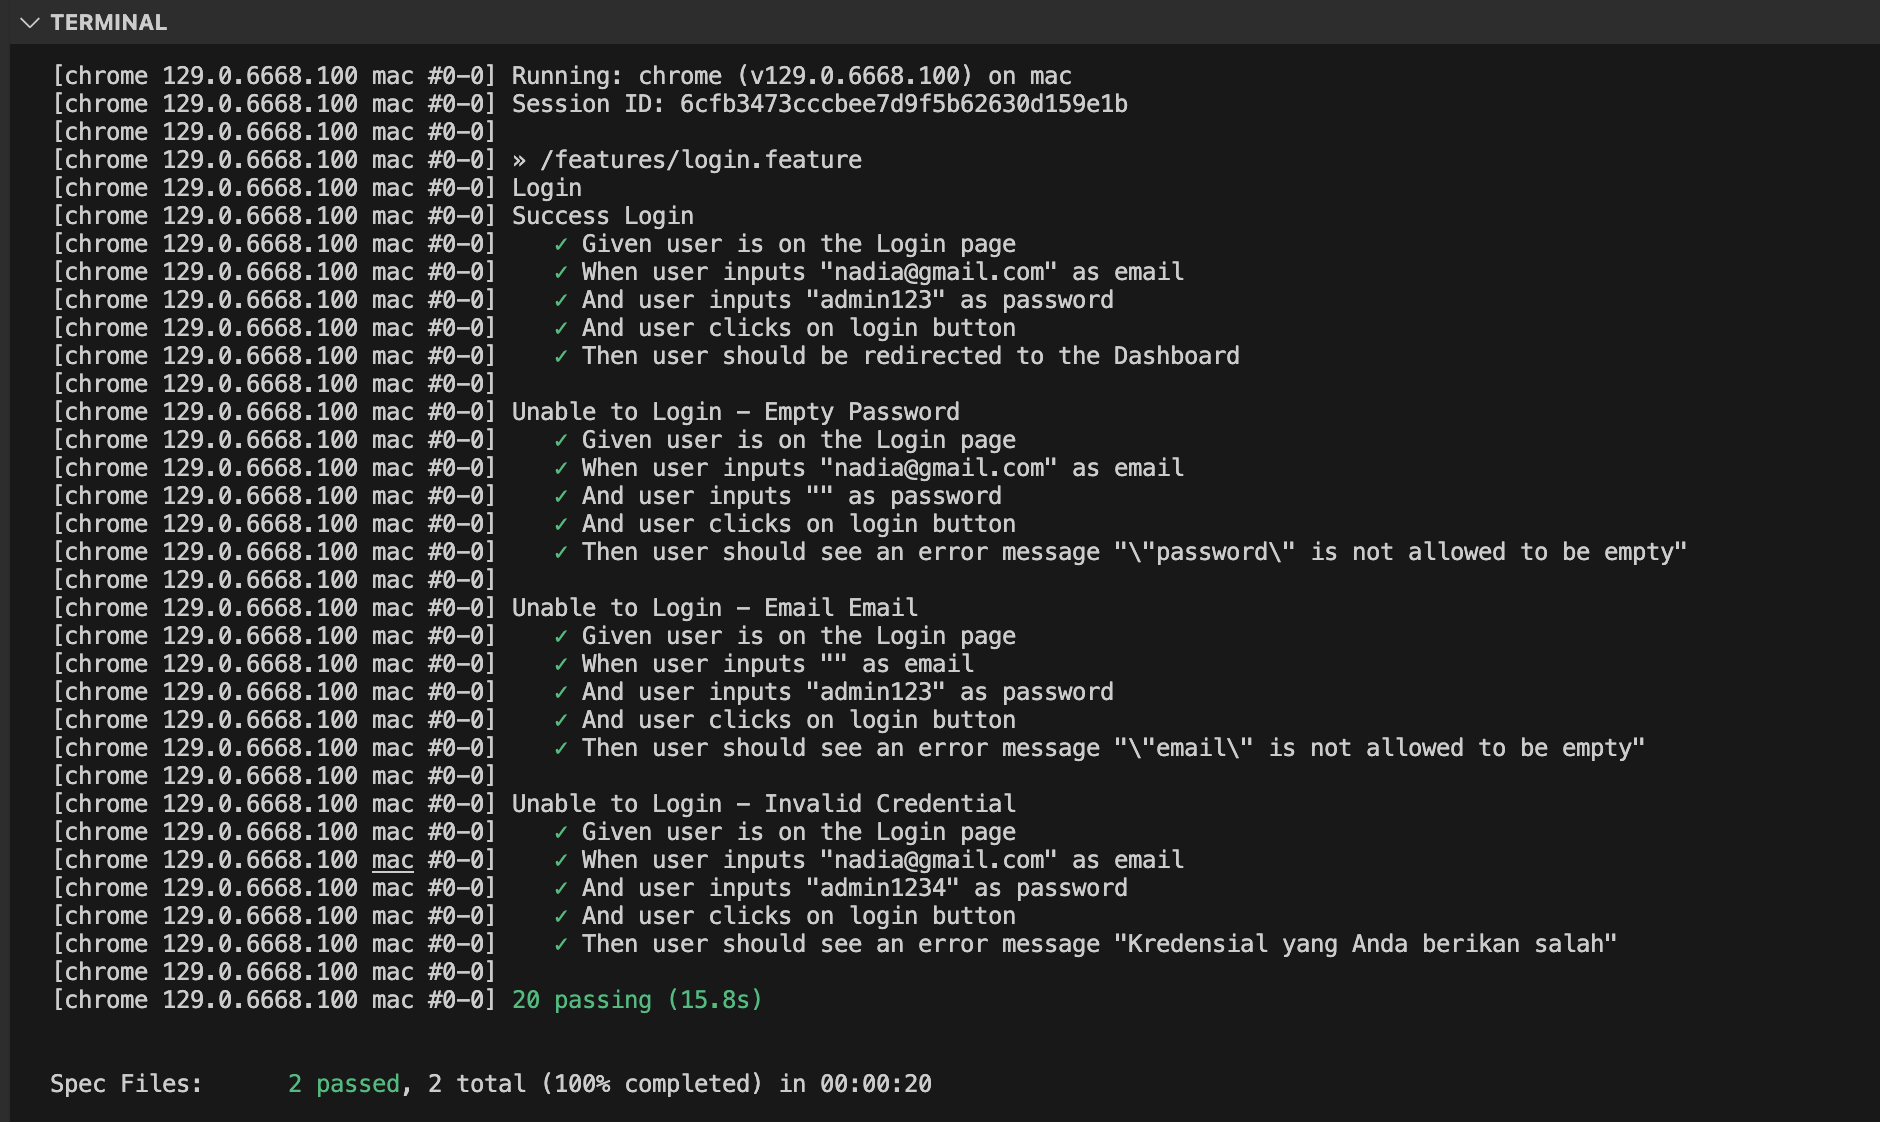 TERMINAL
[chrome 129.0.6668.100 mac #0-0] Running: chrome (v129.0.6668.100) on mac
[chrome 129.0.6668.100 mac #0-0] Session ID: 6cfb3473cccbee7d9f5b62630d159e1b
[chrome 129.0.6668.100 mac #0-0]
[chrome 129.0.6668.100 mac #0-0] » /features/login.feature
[chrome 129.0.6668.100 mac #0-0] Login
[chrome 129.0.6668.100 mac #0-0] Success Login
[chrome 129.0.6668.100 mac #0-0] ✓ Given user is on the Login page
[chrome 129.0.6668.100 mac #0-0] ✓ When user inputs "nadia@gmail.com" as email
[chrome 129.0.6668.100 mac #0-0] ✓ And user inputs "admin123" as password
[chrome 129.0.6668.100 mac #0-0] ✓ And user clicks on login button
[chrome 129.0.6668.100 mac #0-0] ✓ Then user should be redirected to the Dashboard
[chrome 129.0.6668.100 mac #0-0]
[chrome 129.0.6668.100 mac #0-0] Unable to Login - Empty Password
[chrome 129.0.6668.100 mac #0-0] ✓ Given user is on the Login page
[chrome 129.0.6668.100 mac #0-0] ✓ When user inputs "nadia@gmail.com" as email
[chrome 129.0.6668.100 mac #0-0] ✓ And user inputs "" as password
[chrome 129.0.6668.100 mac #0-0] ✓ And user clicks on login button
[chrome 129.0.6668.100 mac #0-0] ✓ Then user should see an error message "\"password\" is not allowed to be empty"
[chrome 129.0.6668.100 mac #0-0]
[chrome 129.0.6668.100 mac #0-0] Unable to Login - Email Email
[chrome 129.0.6668.100 mac #0-0] ✓ Given user is on the Login page
[chrome 129.0.6668.100 mac #0-0] ✓ When user inputs "" as email
[chrome 129.0.6668.100 mac #0-0] ✓ And user inputs "admin123" as password
[chrome 129.0.6668.100 mac #0-0] ✓ And user clicks on login button
[chrome 129.0.6668.100 mac #0-0] ✓ Then user should see an error message "\"email\" is not allowed to be empty"
[chrome 129.0.6668.100 mac #0-0]
[chrome 129.0.6668.100 mac #0-0] Unable to Login - Invalid Credential
[chrome 129.0.6668.100 mac #0-0] ✓ Given user is on the Login page
[chrome 129.0.6668.100 mac #0-0] ✓ When user inputs "nadia@gmail.com" as email
[chrome 129.0.6668.100 mac #0-0] ✓ And user inputs "admin1234" as password
[chrome 129.0.6668.100 mac #0-0] ✓ And user clicks on login button
[chrome 129.0.6668.100 mac #0-0] ✓ Then user should see an error message "Kredensial yang Anda berikan salah"
[chrome 129.0.6668.100 mac #0-0]
[chrome 129.0.6668.100 mac #0-0] 20 passing (15.8s)
Spec Files: 2 passed, 2 total (100% completed) in 00:00:20